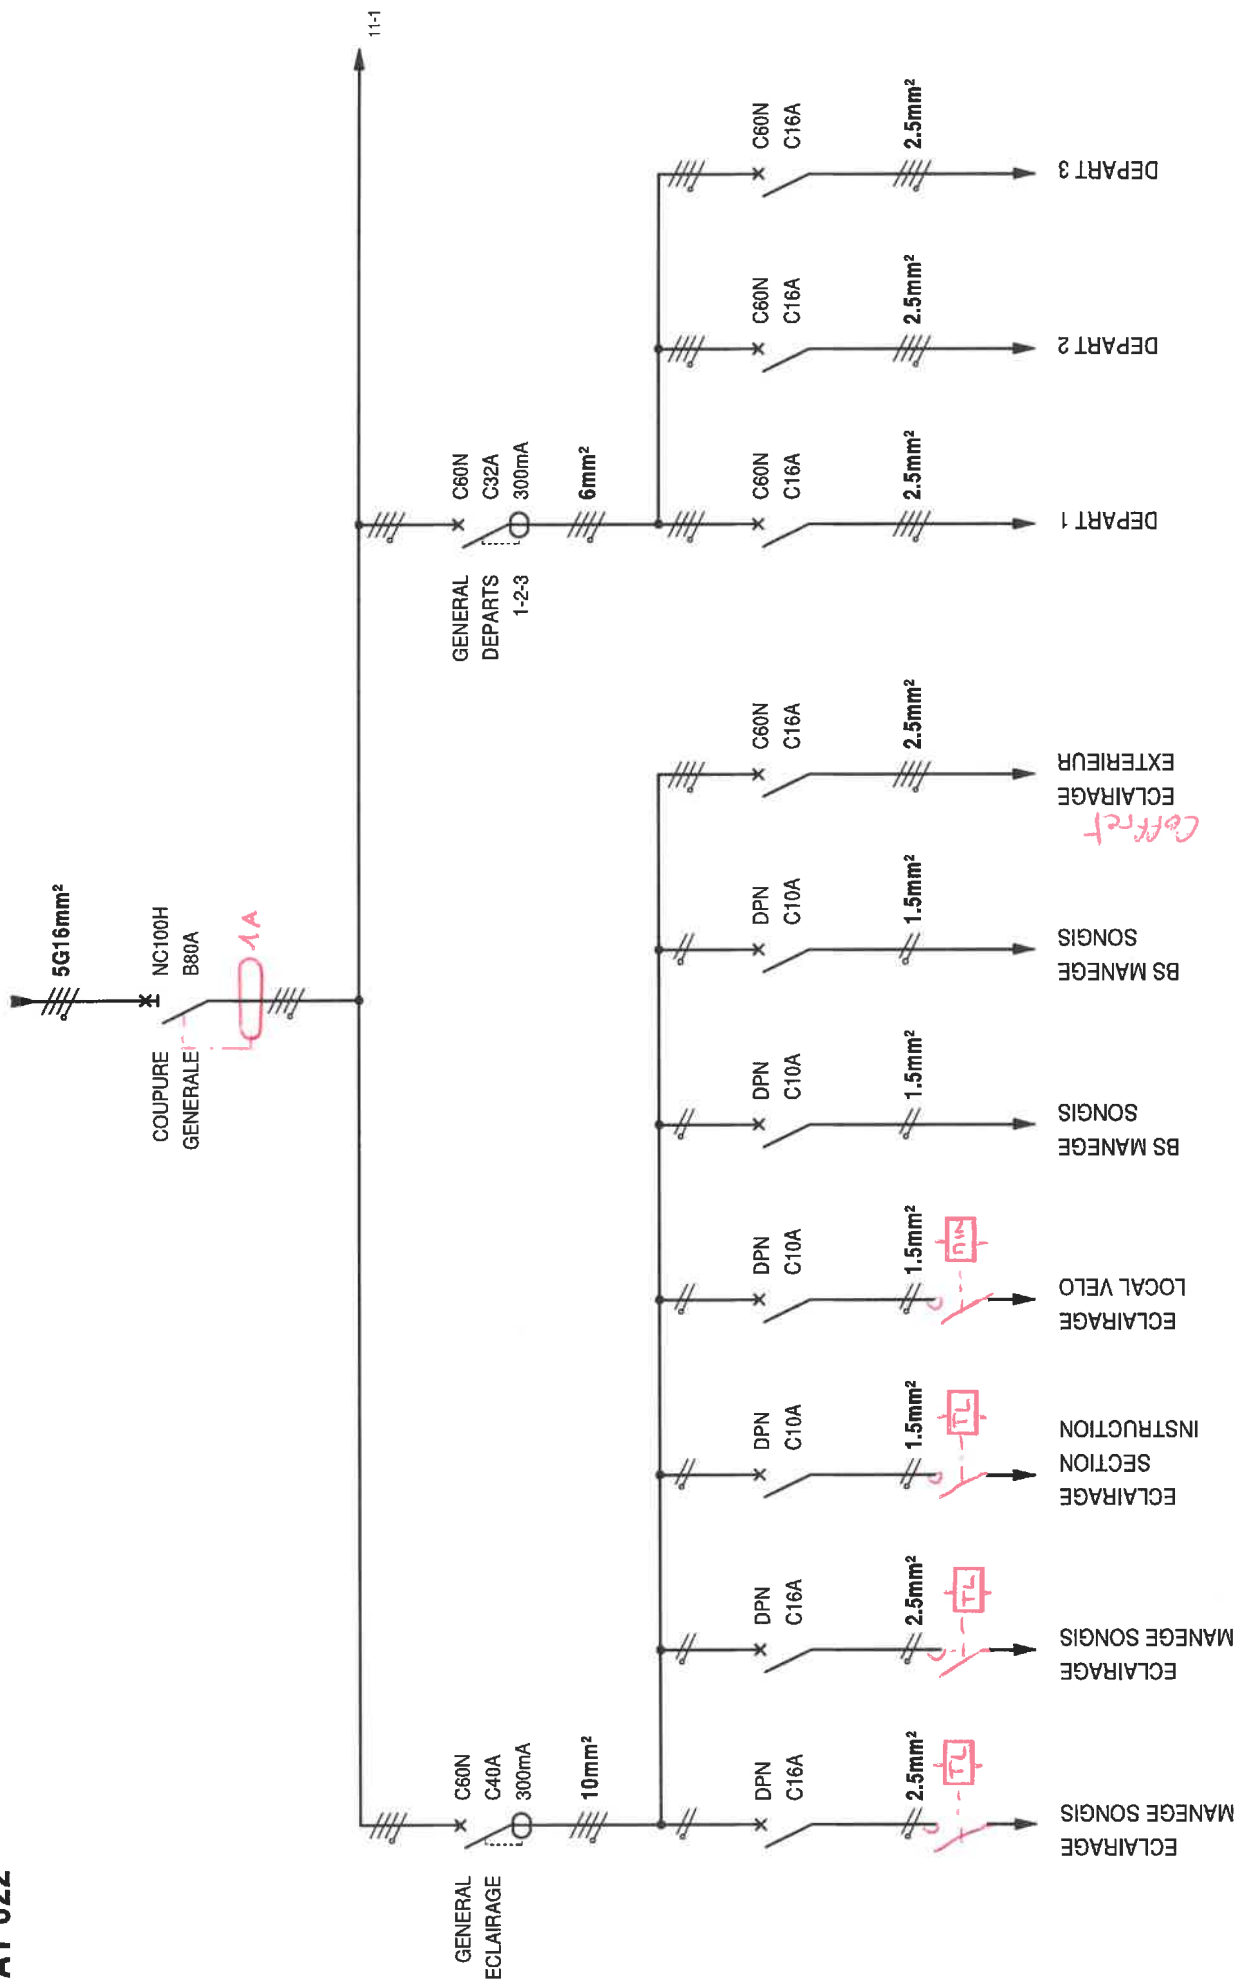 5G16mm²
COUPURE
GENERALE
NC100H
B80A
1A
11-1
GENERAL
ECLAIRAGE
C60N
C40A
300mA
10mm²
GENERAL
DEPARTS
1-2-3
C60N
C32A
300mA
6mm²
DPN
C16A
2.5mm²
TL
ECLAIRAGE
MANEGE SONGIS
DPN
C16A
2.5mm²
TL
ECLAIRAGE
MANEGE SONGIS
DPN
C10A
1.5mm²
TL
ECLAIRAGE
SECTION
INSTRUCTION
DPN
C10A
1.5mm²
ECLAIRAGE
LOCAL VELO
DPN
C10A
1.5mm²
BS MANEGE
SONGIS
DPN
C10A
1.5mm²
BS MANEGE
SONGIS
C60N
C16A
2.5mm²
Coffret
ECLAIRAGE
EXTERIEUR
C60N
C16A
2.5mm²
DEPART 1
C60N
C16A
2.5mm²
DEPART 2
C60N
C16A
2.5mm²
DEPART 3